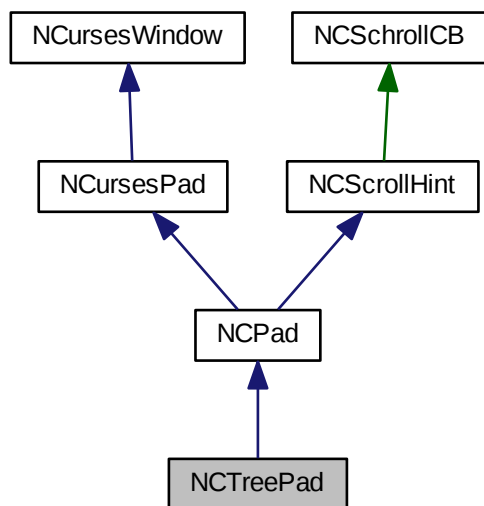 NCursesWindow
NCSchrollCB
NCursesPad
NCScrollHint
NCPad
NCTreePad